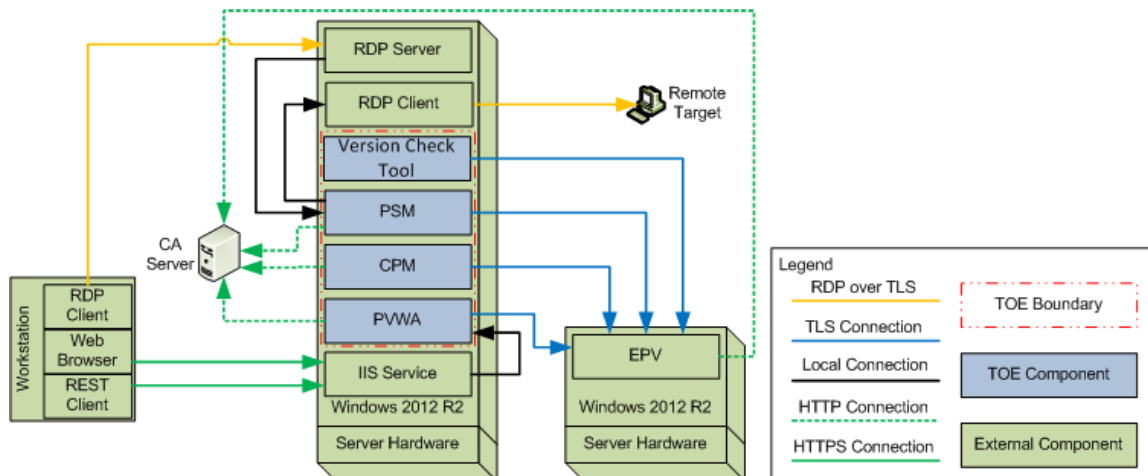 RDP Server
RDP Client
Remote
Target
Version Check
Tool
PSM
CA
Server
CPM
PVWA
Workstation
RDP
Client
Web
Browser
REST
Client
IIS Service
Windows 2012 R2
Server Hardware
EPV
Windows 2012 R2
Server Hardware
Legend
RDP over TLS
TLS Connection
Local Connection
HTTP Connection
HTTPS Connection
TOE Boundary
TOE Component
External Component